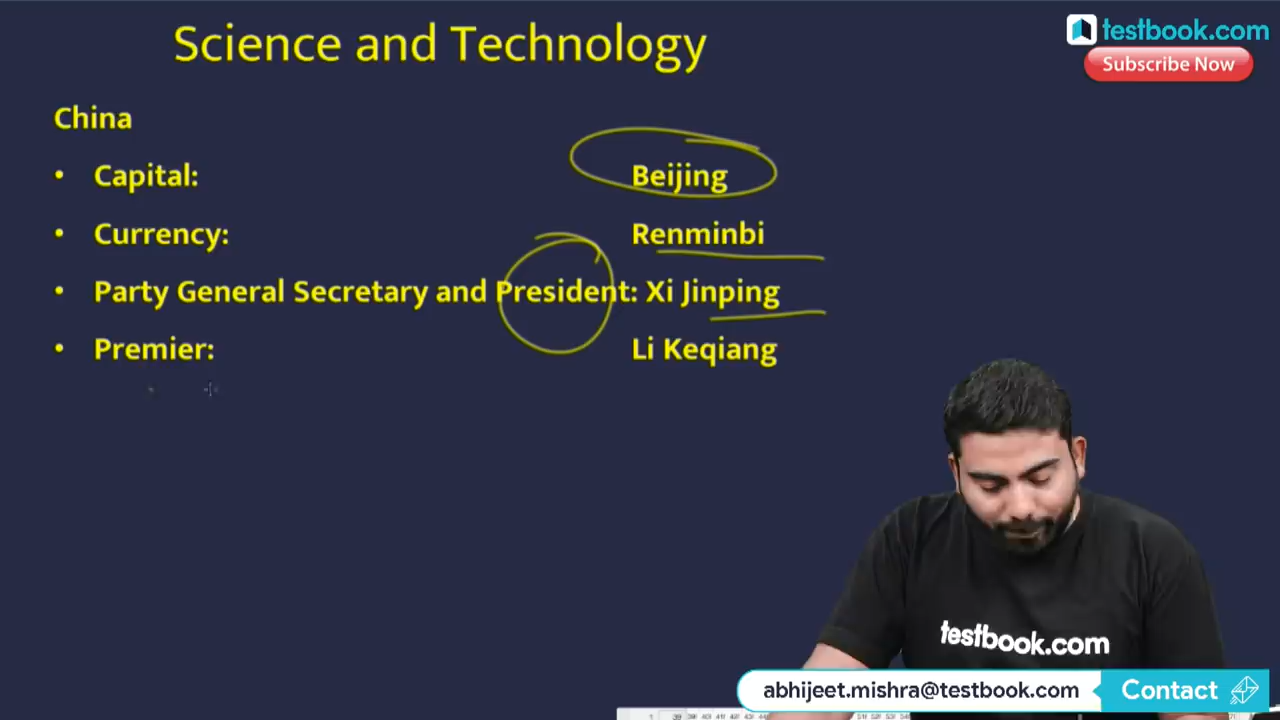 Science and Technology
testbook.com
Subscribe Now
China
• Capital: Beijing
• Currency: Renminbi
• Party General Secretary and President: Xi Jinping
• Premier: Li Keqiang
testbook.com
abhijeet.mishra@testbook.com
Contact